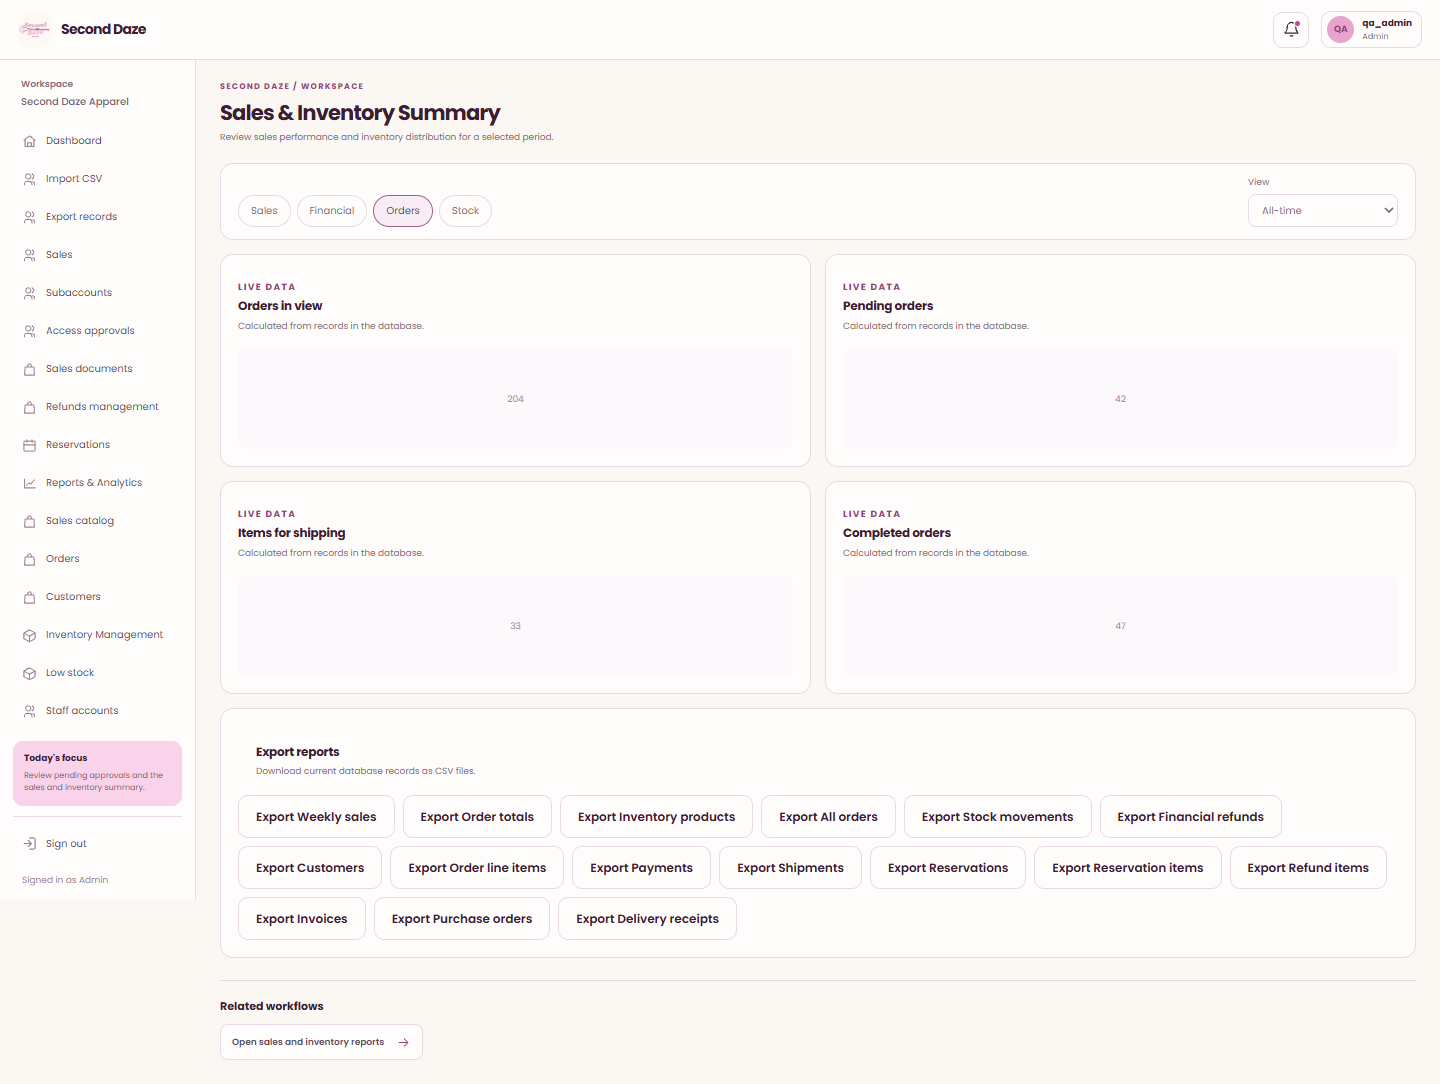 Second Daze
QA
qa_admin
Admin
Workspace
Second Daze Apparel
Dashboard
Import CSV
Export records
Sales
Subaccounts
Access approvals
Sales documents
Refunds management
Reservations
Reports & Analytics
Sales catalog
Orders
Customers
Inventory Management
Low stock
Staff accounts
Today's focus
Review pending approvals and the
sales and inventory summary.
Sign out
Signed in as Admin
SECOND DAZE / WORKSPACE
Sales & Inventory Summary
Review sales performance and inventory distribution for a selected period.
Sales
Financial
Orders
Stock
View
All-time
LIVE DATA
Orders in view
Calculated from records in the database.
204
LIVE DATA
Pending orders
Calculated from records in the database.
42
LIVE DATA
Items for shipping
Calculated from records in the database.
33
LIVE DATA
Completed orders
Calculated from records in the database.
47
Export reports
Download current database records as CSV files.
Export Weekly sales
Export Order totals
Export Inventory products
Export All orders
Export Stock movements
Export Financial refunds
Export Customers
Export Order line items
Export Payments
Export Shipments
Export Reservations
Export Reservation items
Export Refund items
Export Invoices
Export Purchase orders
Export Delivery receipts
Related workflows
Open sales and inventory reports